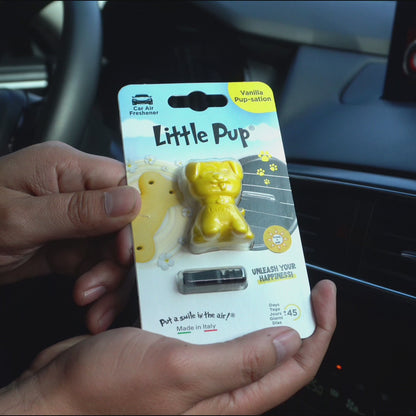 Car Air
Freshener
Vanilla
Pup-sation
Little Pup®
UNLEASH YOUR
HAPPINESS!
Put a smile in the air!®
Made in Italy
Days
Tage
Jours
Giorni
Días
±45